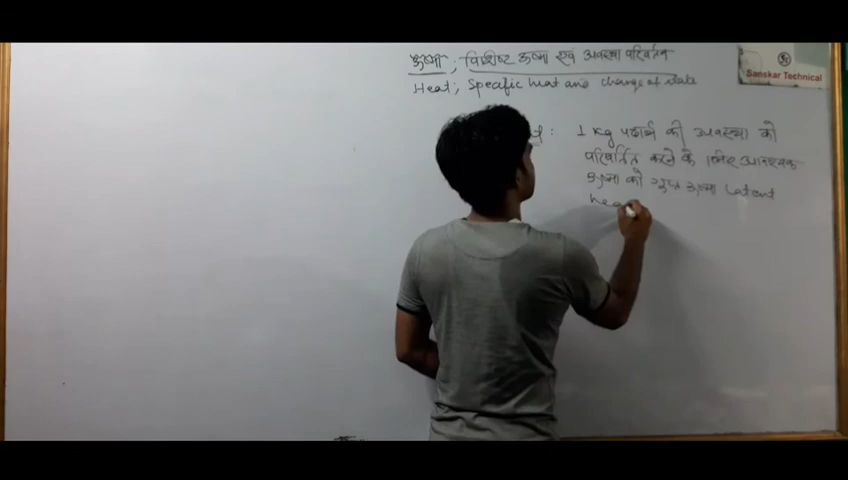 ऊष्मा; विशिष्ट ऊष्मा एवं अवस्था परिवर्तन
Heat; Specific heat and change of state
Sanskar Technical
: 1 kg पदार्थ की अवस्था को
परिवर्तित करने के लिए आवश्यक
ऊष्मा को गुप्त ऊष्मा Latent
hea